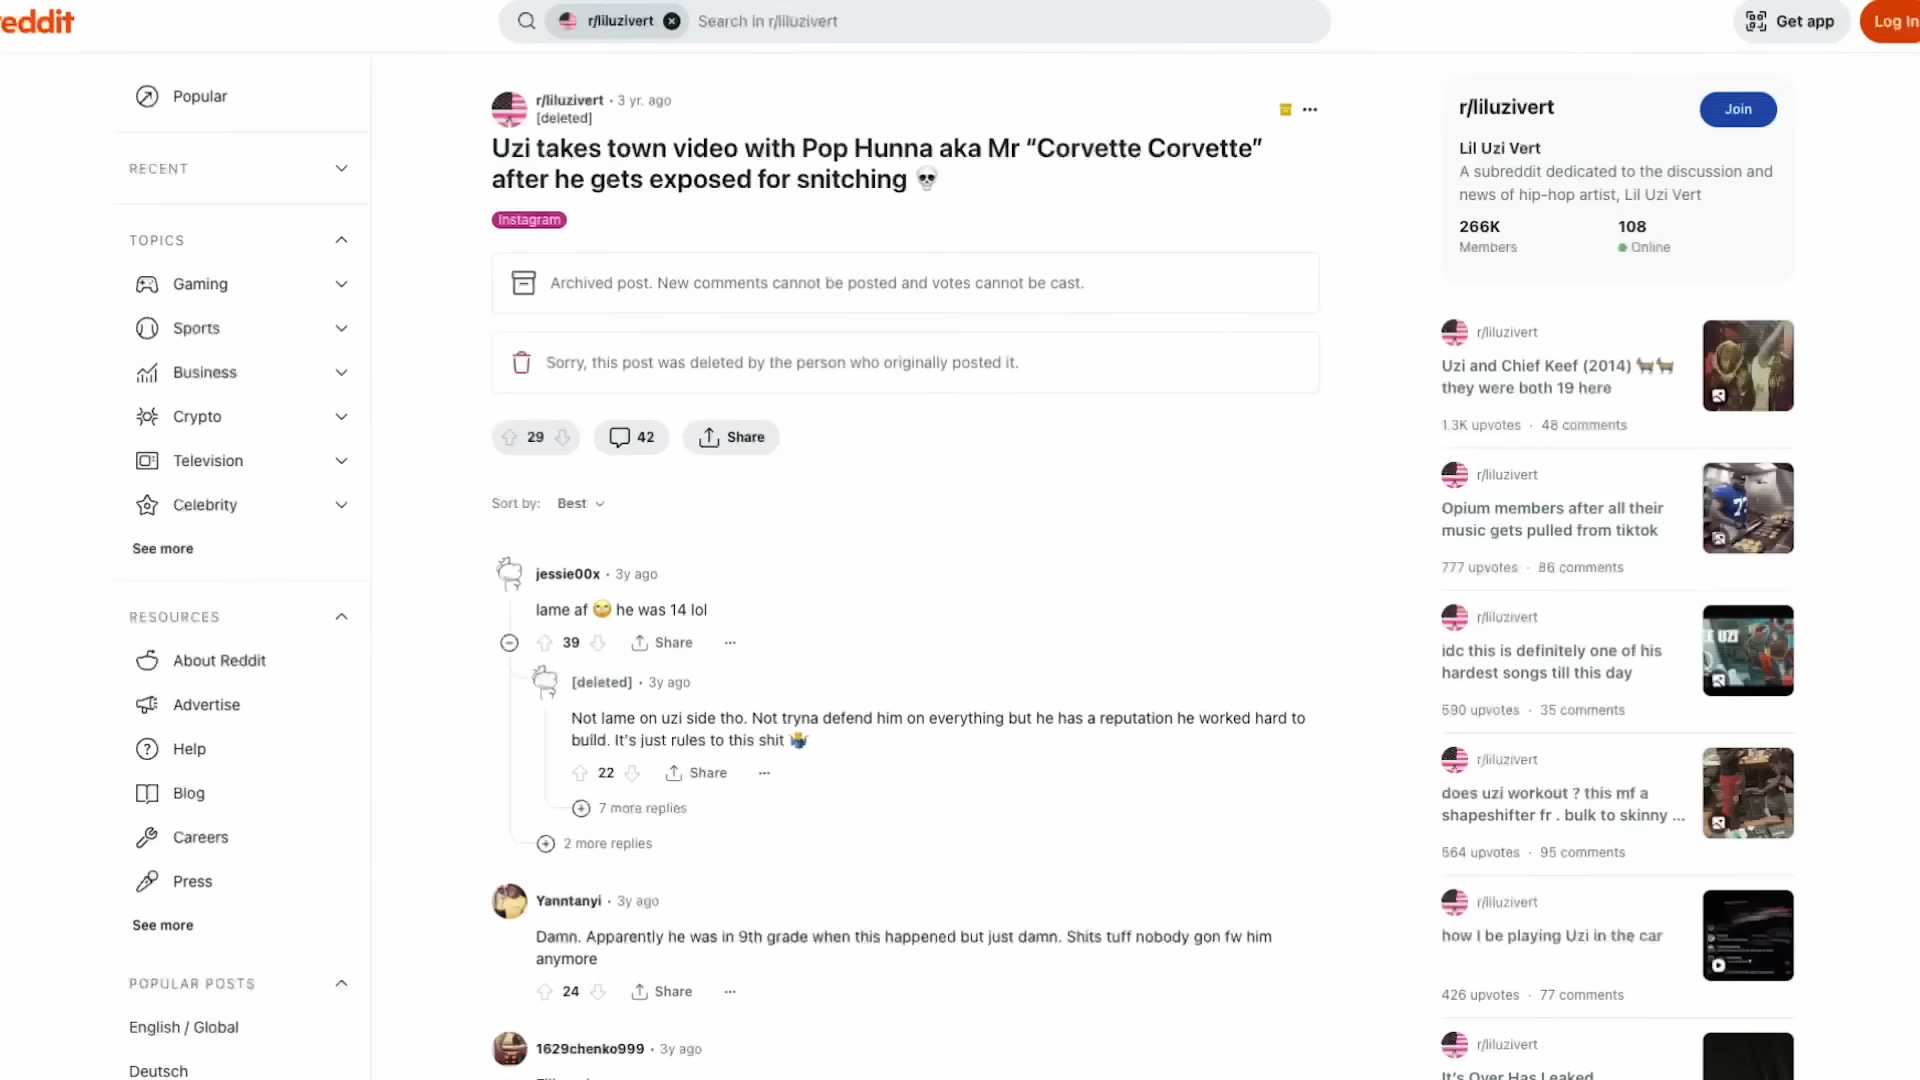 eddit
r/liluzivert
Search in r/liluzivert
Get app
Log In
Popular
RECENT
TOPICS
Gaming
Sports
Business
Crypto
Television
Celebrity
See more
RESOURCES
About Reddit
Advertise
Help
Blog
Careers
Press
See more
POPULAR POSTS
English / Global
Deutsch
r/liluzivert · 3 yr. ago
[deleted]
Uzi takes town video with Pop Hunna aka Mr “Corvette Corvette”
after he gets exposed for snitching 💀
Instagram
Archived post. New comments cannot be posted and votes cannot be cast.
Sorry, this post was deleted by the person who originally posted it.
29
42
Share
Sort by: Best
jessie00x · 3y ago
lame af 🙄 he was 14 lol
39 Share ...
[deleted] · 3y ago
Not lame on uzi side tho. Not tryna defend him on everything but he has a reputation he worked hard to
build. It’s just rules to this shit 🤷
22 Share ...
7 more replies
2 more replies
Yanntanyi · 3y ago
Damn. Apparently he was in 9th grade when this happened but just damn. Shits tuff nobody gon fw him
anymore
24 Share ...
1629chenko999 · 3y ago
r/liluzivert
Join
Lil Uzi Vert
A subreddit dedicated to the discussion and
news of hip-hop artist, Lil Uzi Vert
266K 108
Members Online
r/liluzivert
Uzi and Chief Keef (2014) 🐐🐐
they were both 19 here
1.3K upvotes · 48 comments
r/liluzivert
Opium members after all their
music gets pulled from tiktok
777 upvotes · 86 comments
r/liluzivert
idc this is definitely one of his
hardest songs till this day
590 upvotes · 35 comments
r/liluzivert
does uzi workout ? this mf a
shapeshifter fr . bulk to skinny ...
564 upvotes · 95 comments
r/liluzivert
how I be playing Uzi in the car
426 upvotes · 77 comments
r/liluzivert
It's Over Has Leaked